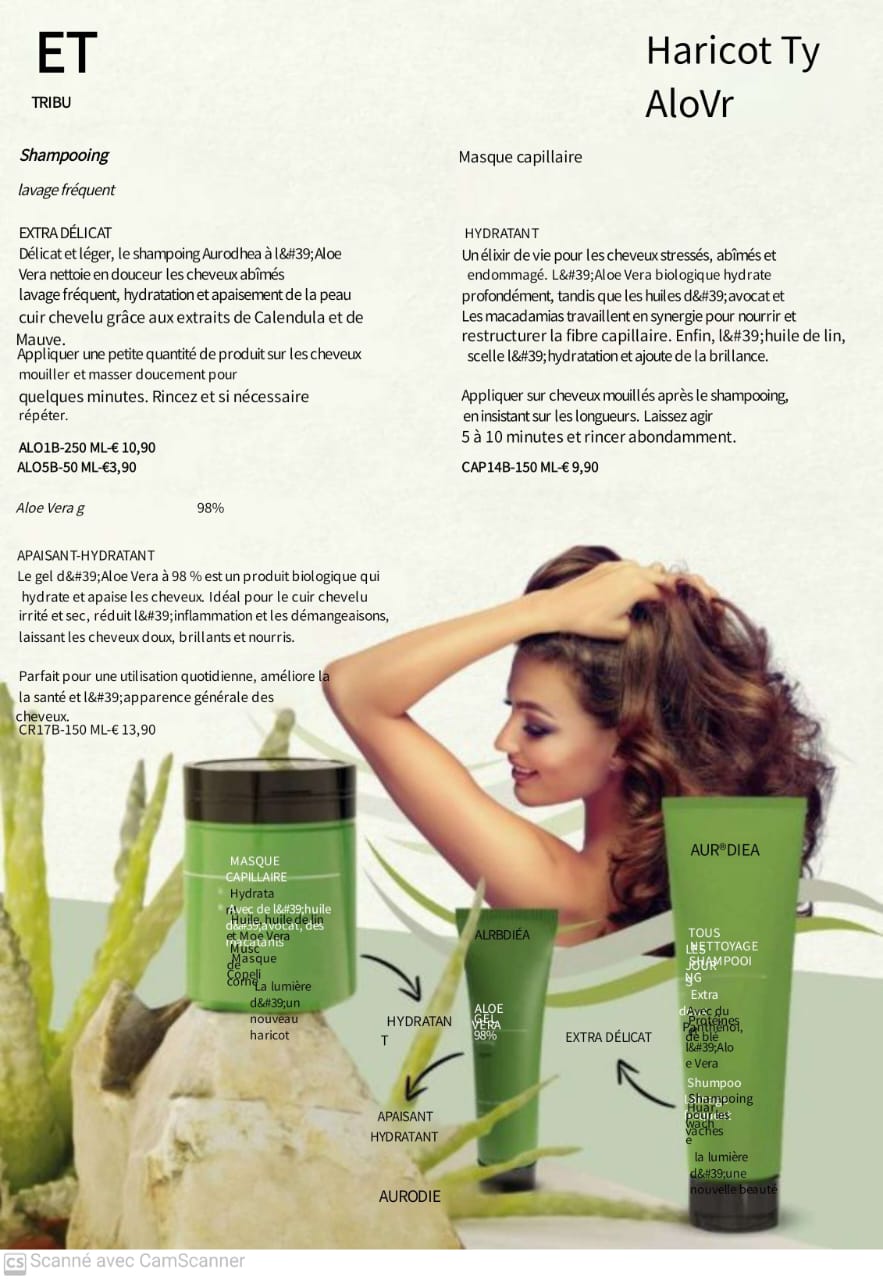 ET
TRIBU
Haricot Ty
AloVr
Shampooing
lavage fréquent
EXTRA DÉLICAT
Délicat et léger, le shampoing Aurodhea à l&#39;Aloe
Vera nettoie en douceur les cheveux abîmés
lavage fréquent, hydratation et apaisement de la peau
cuir chevelu grâce aux extraits de Calendula et de
Mauve.
Appliquer une petite quantité de produit sur les cheveux
mouiller et masser doucement pour
quelques minutes. Rincez et si nécessaire
répéter.
ALO1B-250 ML-€ 10,90
ALO5B-50 ML-€3,90
Aloe Vera g 98%
APAISANT-HYDRATANT
Le gel d&#39;Aloe Vera à 98 % est un produit biologique qui
hydrate et apaise les cheveux. Idéal pour le cuir chevelu
irrité et sec, réduit l&#39;inflammation et les démangeaisons,
laissant les cheveux doux, brillants et nourris.
Parfait pour une utilisation quotidienne, améliore la
la santé et l&#39;apparence générale des
cheveux.
CR17B-150 ML-€ 13,90
Masque capillaire
HYDRATANT
Un élixir de vie pour les cheveux stressés, abîmés et
endommagé. L&#39;Aloe Vera biologique hydrate
profondément, tandis que les huiles d&#39;avocat et
Les macadamias travaillent en synergie pour nourrir et
restructurer la fibre capillaire. Enfin, l&#39;huile de lin,
scelle l&#39;hydratation et ajoute de la brillance.
Appliquer sur cheveux mouillés après le shampooing,
en insistant sur les longueurs. Laissez agir
5 à 10 minutes et rincer abondamment.
CAP14B-150 ML-€ 9,90
MASQUE
CAPILLAIRE
Hydrata
Avec de l&#39;huile
d&#39;avocat, des
Huile, huile de lin
et Moe Vera
macatanis
Musc
de
Masque
Copeli
corne
La lumière
d&#39;un
nouveau
haricot
HYDRATAN
T
APAISANT
HYDRATANT
AURODIE
ALRBDIÉA
ALOE
GEL
VERA
98%
EXTRA DÉLICAT
AUR®DIEA
TOUS
LES
JOUR
NETTOYAGE
SHAMPOOI
NG
Extra
Avec du
Protéines
Panthénol,
de blé
l&#39;Alo
e Vera
Shumpoo
Shampoing
pour les
wach
vaches
e
la lumière
d&#39;une
nouvelle beauté
CS Scanné avec CamScanner